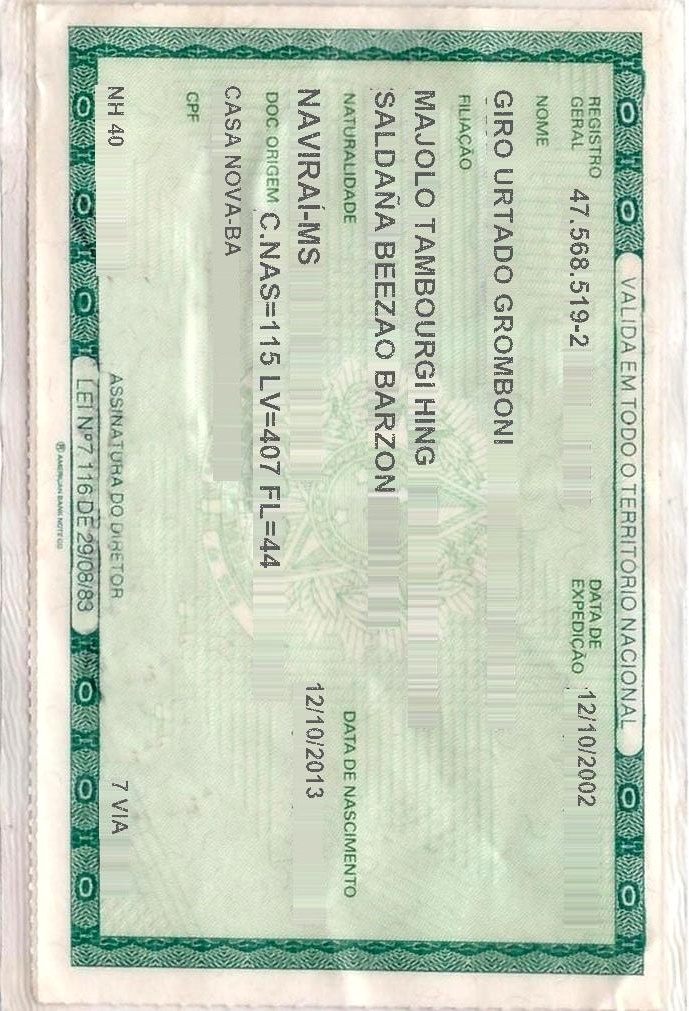 VALIDA EM TODO O TERRITÓRIO NACIONAL
REGISTRO GERAL 47.568.519-2 DATA DE EXPEDIÇÃO 12/10/2002
NOME
GIRO URTADO GROMBONI
FILIAÇÃO
MAJOLO TAMBOURGI HING
SALDAÑA BEEZAO BARZON
NATURALIDADE DATA DE NASCIMENTO
NAVIRAÍ-MS 12/10/2013
DOC ORIGEM C.NAS=115 LV=407 FL=44
CASA NOVA-BA
CPF
NH 40 ASSINATURA DO DIRETOR 7 VIA
LEI Nº 7.116 DE 29/08/83
® AMERICAN BANK NOTE CO